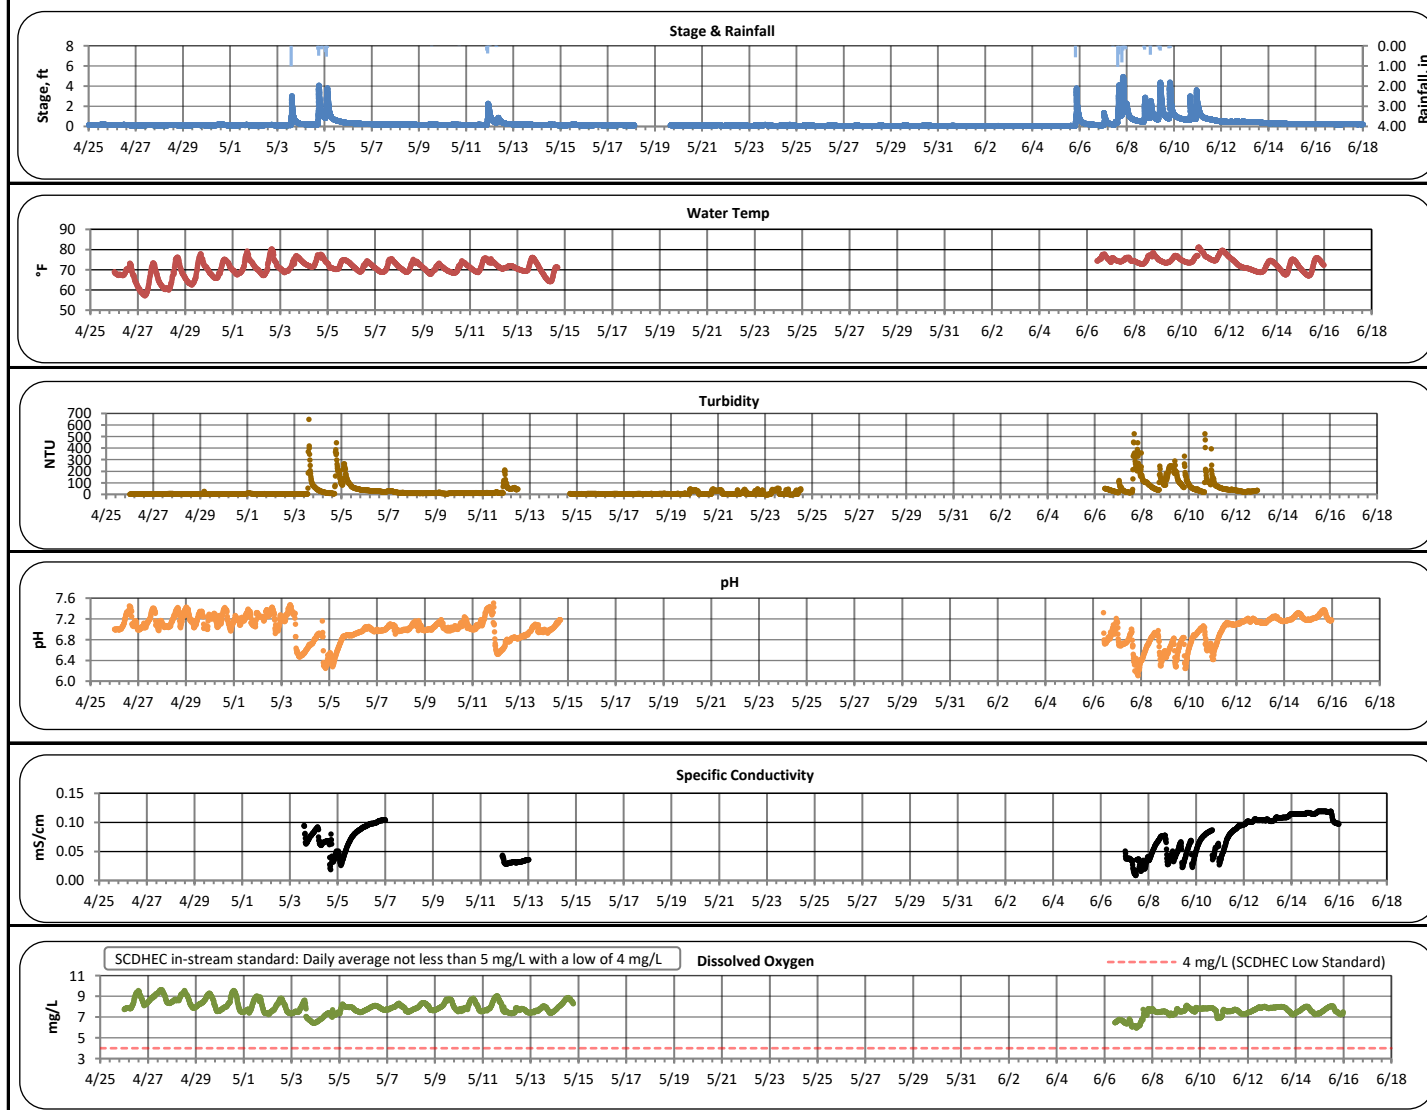 Stage & Rainfall
8
6
4
2
0
Stage, ft
0.00
1.00
2.00
3.00
4.00
Rainfall, in
4/25 4/27 4/29 5/1 5/3 5/5 5/7 5/9 5/11 5/13 5/15 5/17 5/19 5/21 5/23 5/25 5/27 5/29 5/31 6/2 6/4 6/6 6/8 6/10 6/12 6/14 6/16 6/18
Water Temp
90
80
70
60
50
°F
4/25 4/27 4/29 5/1 5/3 5/5 5/7 5/9 5/11 5/13 5/15 5/17 5/19 5/21 5/23 5/25 5/27 5/29 5/31 6/2 6/4 6/6 6/8 6/10 6/12 6/14 6/16 6/18
Turbidity
700
600
500
400
300
200
100
0
NTU
4/25 4/27 4/29 5/1 5/3 5/5 5/7 5/9 5/11 5/13 5/15 5/17 5/19 5/21 5/23 5/25 5/27 5/29 5/31 6/2 6/4 6/6 6/8 6/10 6/12 6/14 6/16 6/18
pH
7.6
7.2
6.8
6.4
6.0
pH
4/25 4/27 4/29 5/1 5/3 5/5 5/7 5/9 5/11 5/13 5/15 5/17 5/19 5/21 5/23 5/25 5/27 5/29 5/31 6/2 6/4 6/6 6/8 6/10 6/12 6/14 6/16 6/18
Specific Conductivity
0.15
0.10
0.05
0.00
mS/cm
4/25 4/27 4/29 5/1 5/3 5/5 5/7 5/9 5/11 5/13 5/15 5/17 5/19 5/21 5/23 5/25 5/27 5/29 5/31 6/2 6/4 6/6 6/8 6/10 6/12 6/14 6/16 6/18
SCDHEC in-stream standard: Daily average not less than 5 mg/L with a low of 4 mg/L
Dissolved Oxygen
4 mg/L (SCDHEC Low Standard)
11
9
7
5
3
mg/L
4/25 4/27 4/29 5/1 5/3 5/5 5/7 5/9 5/11 5/13 5/15 5/17 5/19 5/21 5/23 5/25 5/27 5/29 5/31 6/2 6/4 6/6 6/8 6/10 6/12 6/14 6/16 6/18